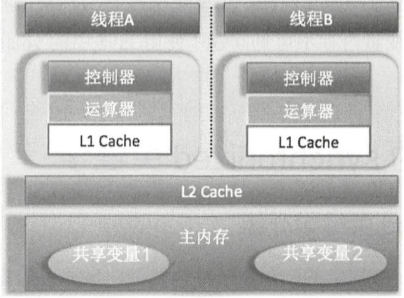 线程A 线程B
控制器 控制器
运算器 运算器
L1 Cache L1 Cache
L2 Cache
主内存
共享变量1 共享变量2